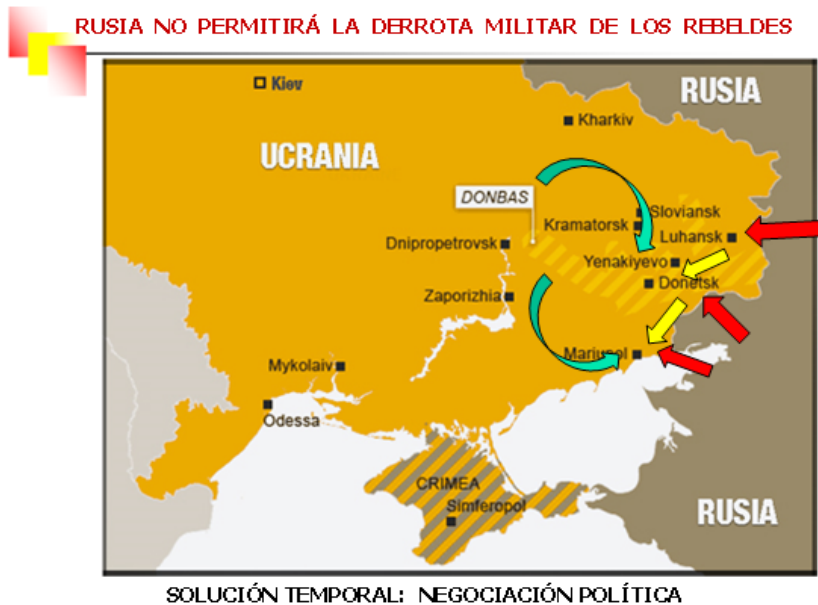 RUSIA NO PERMITIRÁ LA DERROTA MILITAR DE LOS REBELDES
Kiev
RUSIA
Kharkiv
UCRANIA
DONBAS
Sloviansk
Kramatorsk
Luhansk
Dnipropetrovsk
Yenakiyevo
Donetsk
Zaporizhia
Mariupol
Mykolaiv
Odessa
CRIMEA
Simferopol
RUSIA
SOLUCIÓN TEMPORAL: NEGOCIACIÓN POLÍTICA